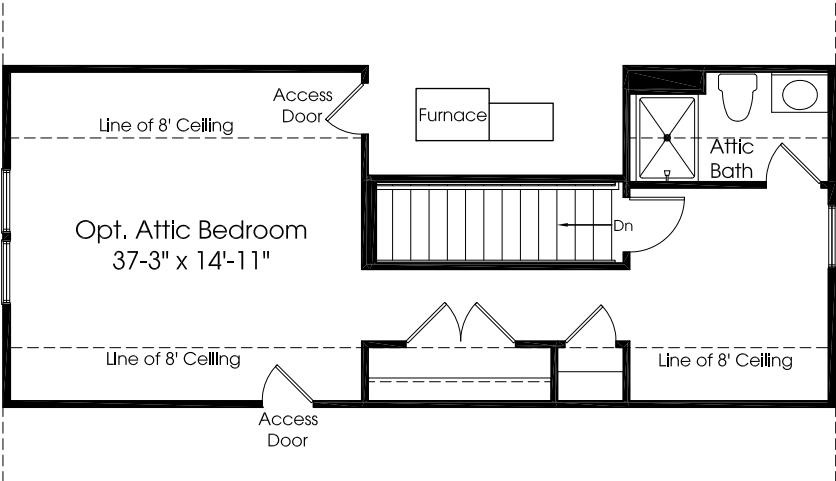 Access
Door
Furnace
Line of 8' Ceiling
Attic
Bath
Opt. Attic Bedroom
37-3" x 14'-11"
Dn
Line of 8' Ceiling
Line of 8' Ceiling
Access
Door